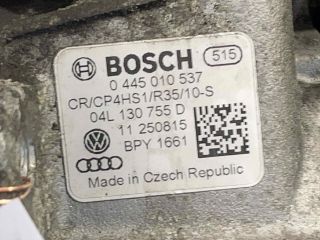 BOSCH 515
0 445 010 537
CR/CP4HS1/R35/10-S
04L 130 755 D
11 250815
BPY 1661
Made in Czech Republic